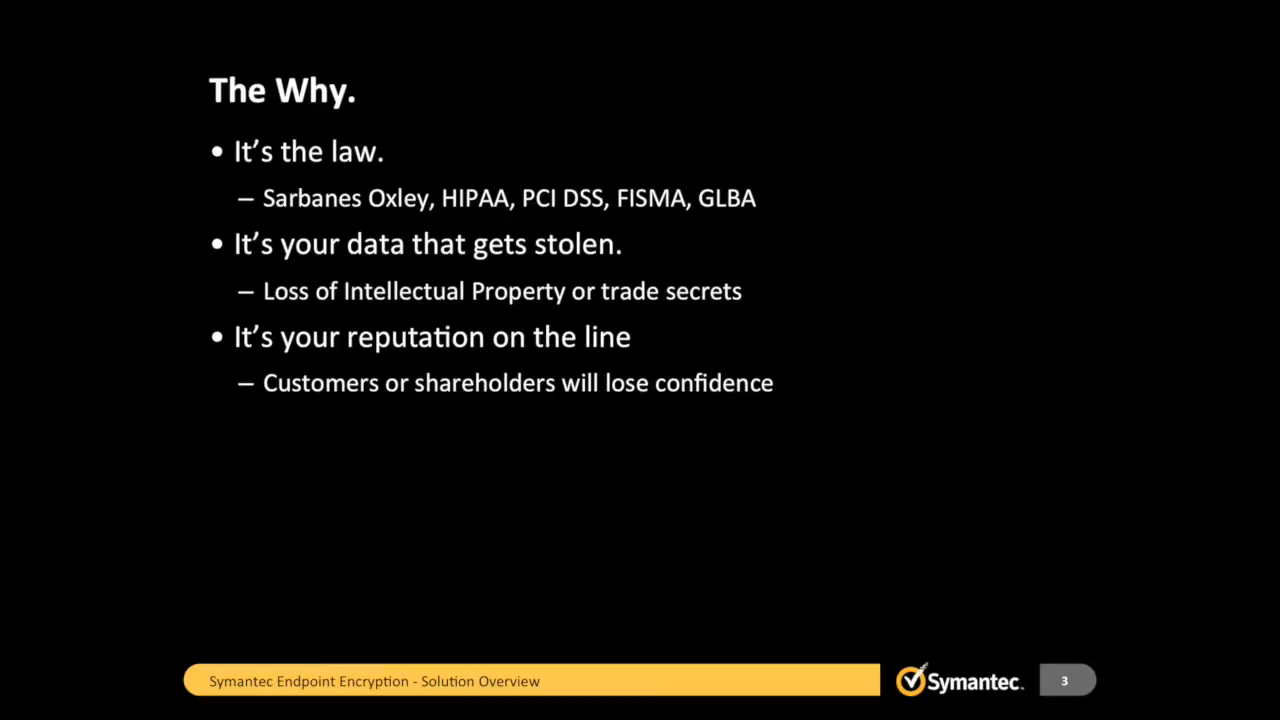 The Why.
• It’s the law.
– Sarbanes Oxley, HIPAA, PCI DSS, FISMA, GLBA
• It’s your data that gets stolen.
– Loss of Intellectual Property or trade secrets
• It’s your reputation on the line
– Customers or shareholders will lose confidence
Symantec Endpoint Encryption - Solution Overview
Symantec™
3